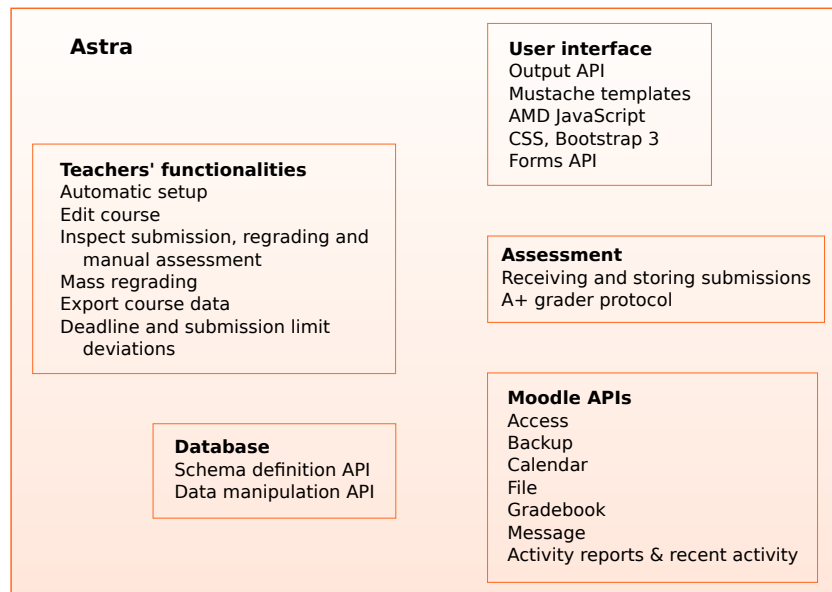 Astra
User interface
Output API
Mustache templates
AMD JavaScript
CSS, Bootstrap 3
Forms API
Teachers' functionalities
Automatic setup
Edit course
Inspect submission, regrading and
manual assessment
Mass regrading
Export course data
Deadline and submission limit
deviations
Assessment
Receiving and storing submissions
A+ grader protocol
Database
Schema definition API
Data manipulation API
Moodle APIs
Access
Backup
Calendar
File
Gradebook
Message
Activity reports & recent activity